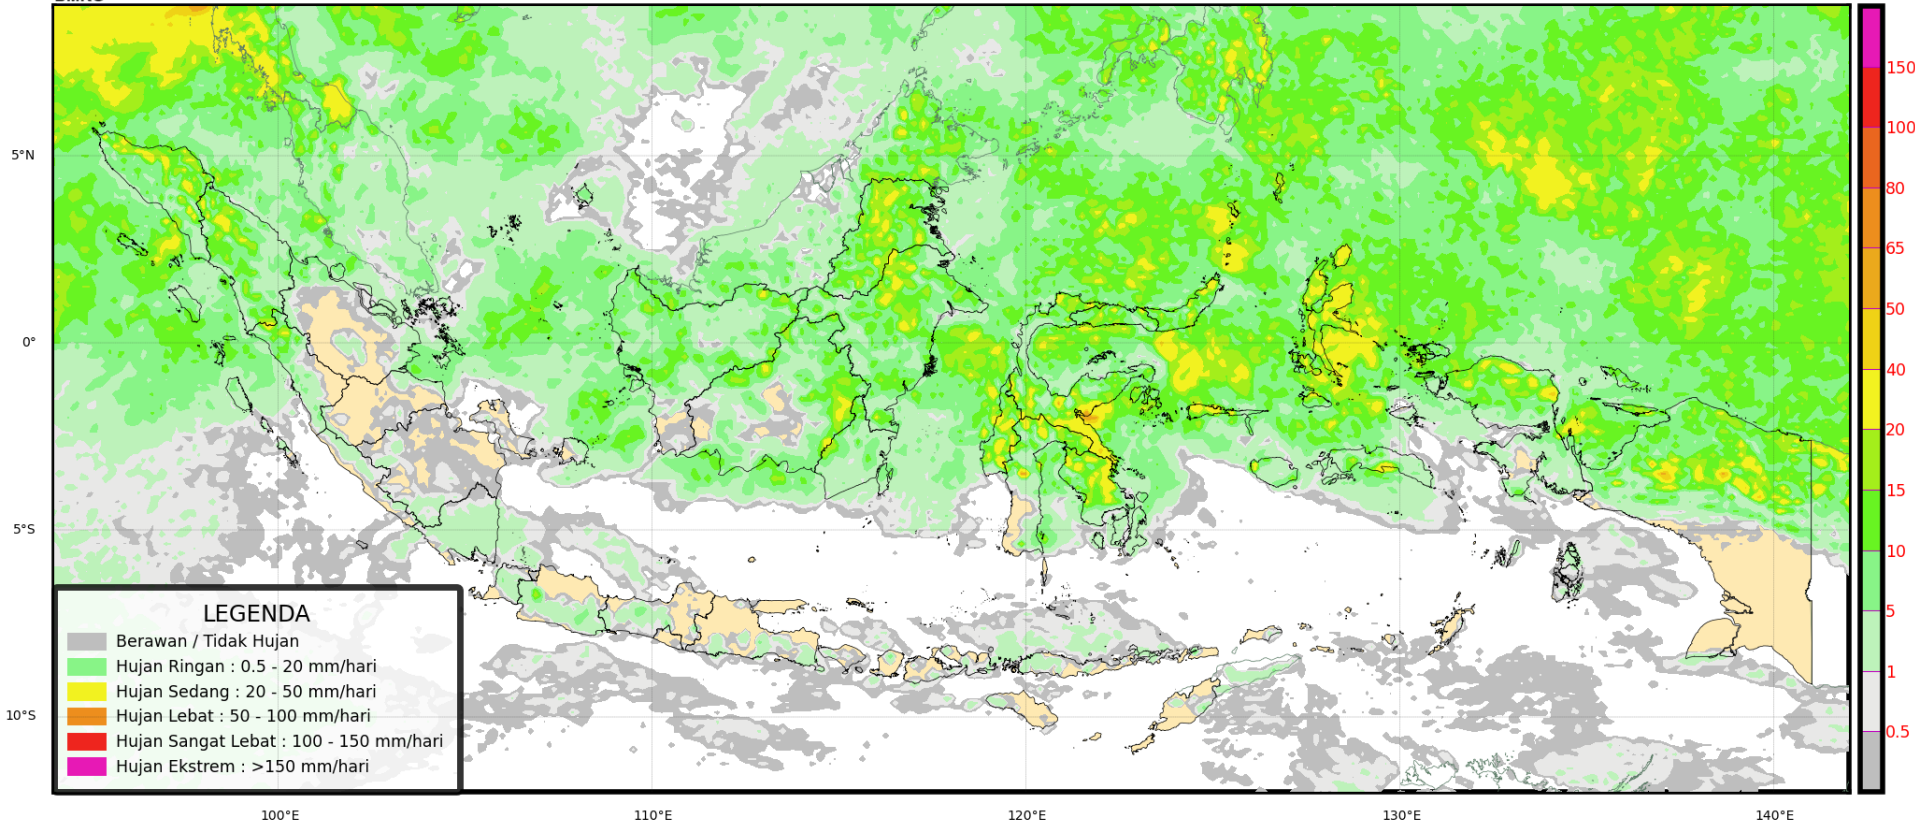 5°N
0°
5°S
10°S
100°E
110°E
120°E
130°E
140°E
LEGENDA
Berawan / Tidak Hujan
Hujan Ringan : 0.5 - 20 mm/hari
Hujan Sedang : 20 - 50 mm/hari
Hujan Lebat : 50 - 100 mm/hari
Hujan Sangat Lebat : 100 - 150 mm/hari
Hujan Ekstrem : >150 mm/hari
150
100
80
65
50
40
20
15
10
5
1
0.5